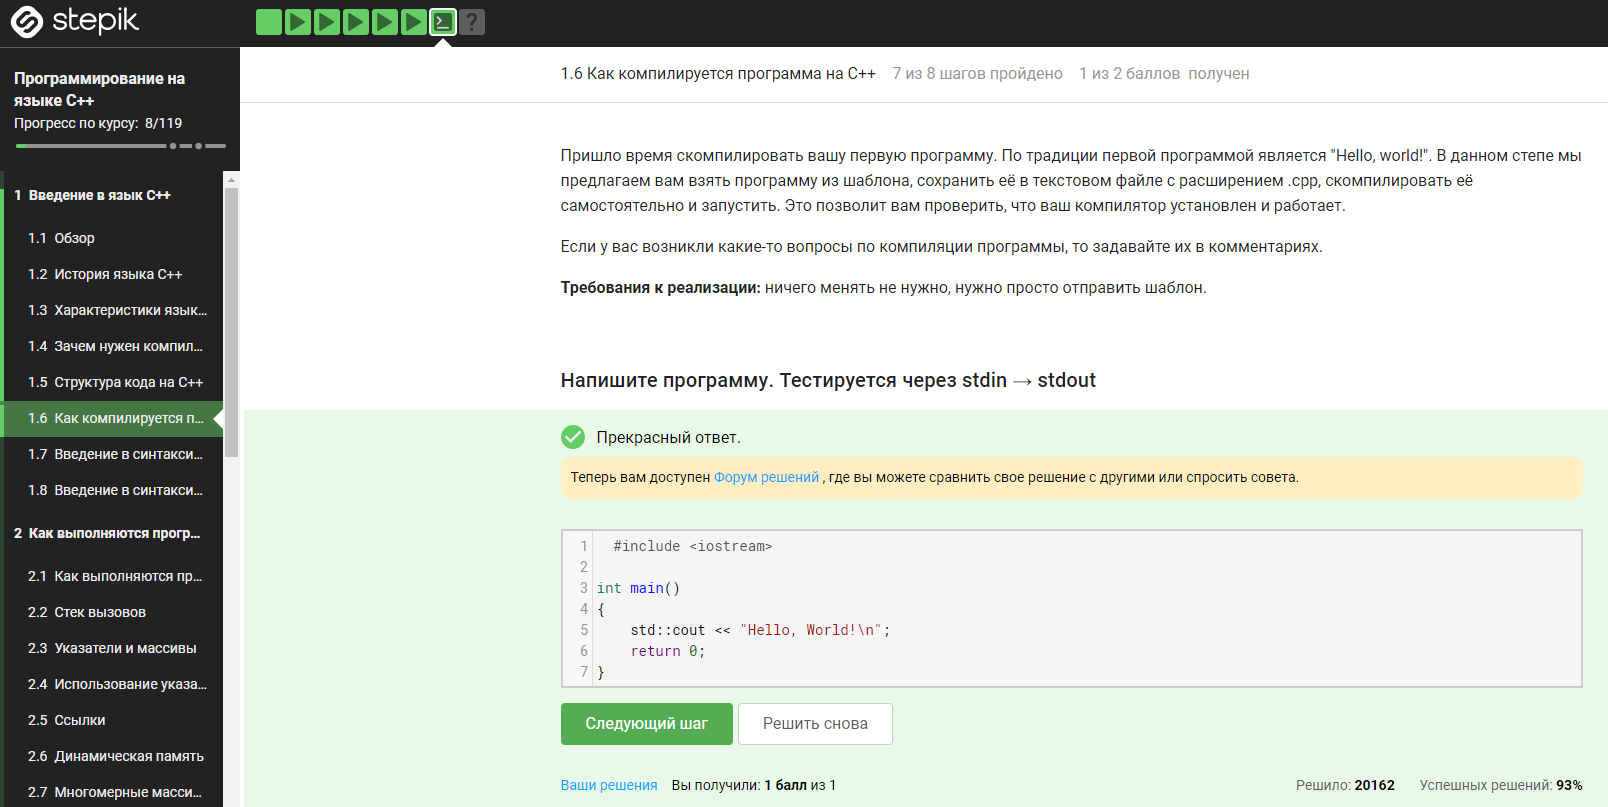 stepik
?
Программирование на
языке C++
Прогресс по курсу: 8/119
1 Введение в язык C++
1.1 Обзор
1.2 История языка C++
1.3 Характеристики язык...
1.4 Зачем нужен компил...
1.5 Структура кода на C++
1.6 Как компилируется п...
1.7 Введение в синтакси...
1.8 Введение в синтакси...
2 Как выполняются прогр...
2.1 Как выполняются пр...
2.2 Стек вызовов
2.3 Указатели и массивы
2.4 Использование указа...
2.5 Ссылки
2.6 Динамическая память
2.7 Многомерные масси...
1.6 Как компилируется программа на C++ 7 из 8 шагов пройдено 1 из 2 баллов получен
Пришло время скомпилировать вашу первую программу. По традиции первой программой является "Hello, world!". В данном степе мы
предлагаем вам взять программу из шаблона, сохранить её в текстовом файле с расширением .cpp, скомпилировать её
самостоятельно и запустить. Это позволит вам проверить, что ваш компилятор установлен и работает.
Если у вас возникли какие-то вопросы по компиляции программы, то задавайте их в комментариях.
Требования к реализации: ничего менять не нужно, нужно просто отправить шаблон.
Напишите программу. Тестируется через stdin → stdout
Прекрасный ответ.
Теперь вам доступен Форум решений , где вы можете сравнить свое решение с другими или спросить совета.
1 #include <iostream>
2
3 int main()
4 {
5 std::cout << "Hello, World!\n";
6 return 0;
7 }
Следующий шаг Решить снова
Ваши решения Вы получили: 1 балл из 1 Решило: 20162 Успешных решений: 93%